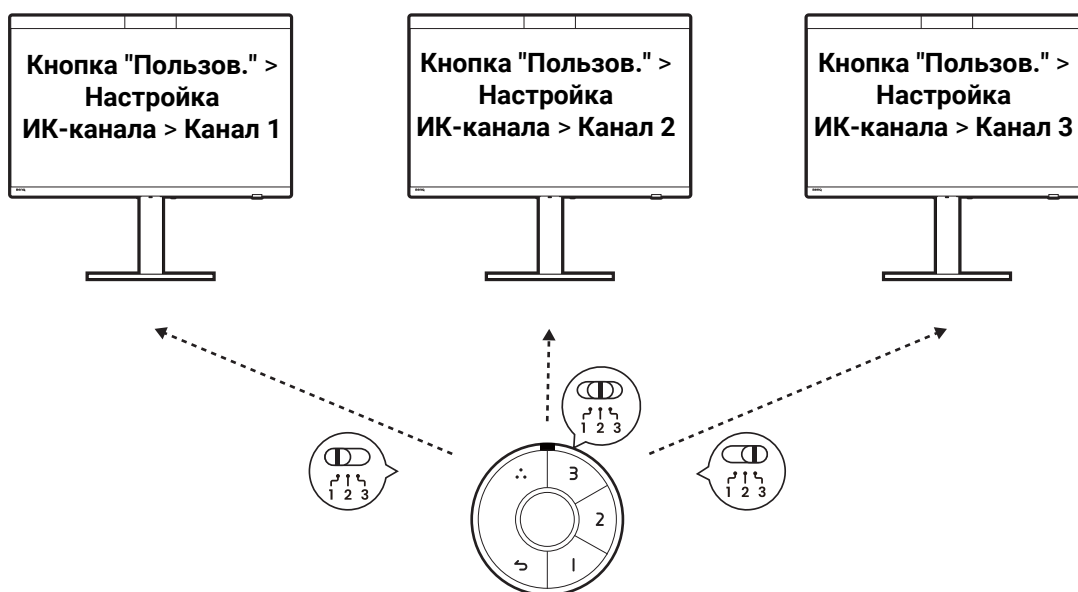 Кнопка "Пользов." >
Настройка
ИК-канала > Канал 1
Кнопка "Пользов." >
Настройка
ИК-канала > Канал 2
Кнопка "Пользов." >
Настройка
ИК-канала > Канал 3
1 2 3
1 2 3
1 2 3
3
2
1